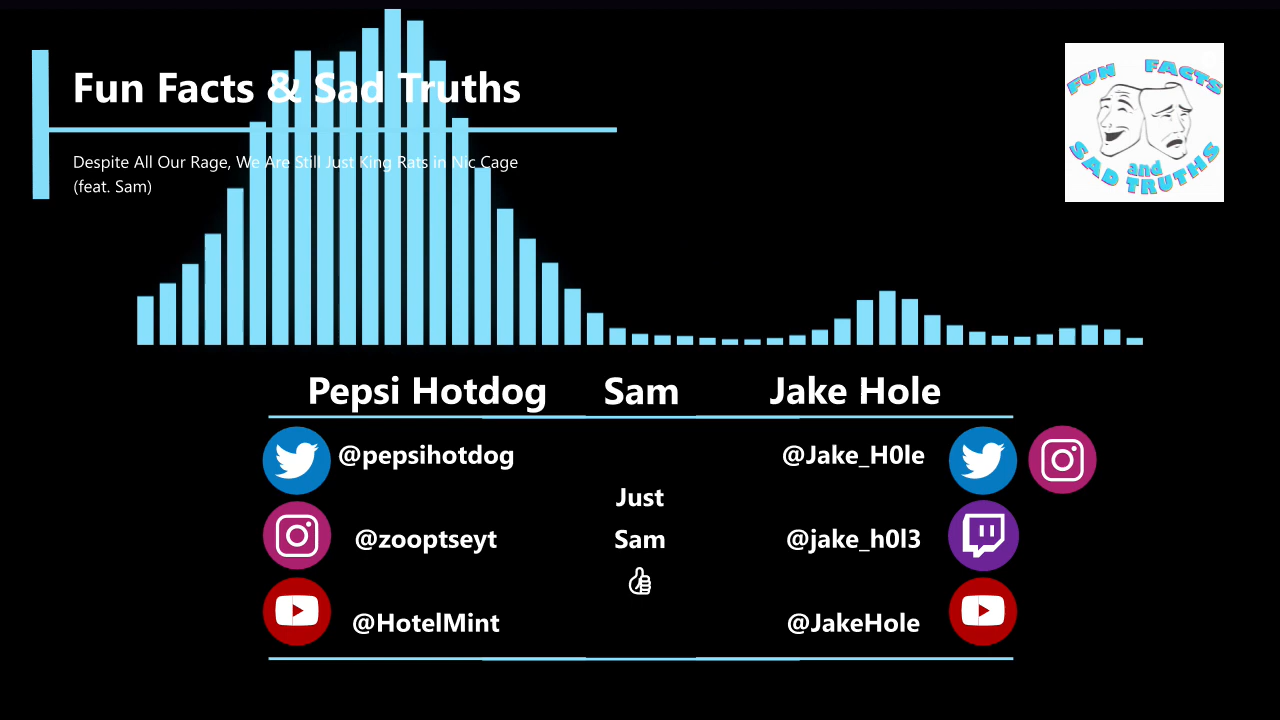 Fun Facts & Sad Truths
Despite All Our Rage, We Are Still Just King Rats in Nic Cage
(feat. Sam)
FUN FACTS
and
SAD TRUTHS
Pepsi Hotdog Sam Jake Hole
@pepsihotdog @Jake_H0le
Just
@zooptseyt Sam @jake_h0l3
👍
@HotelMint @JakeHole